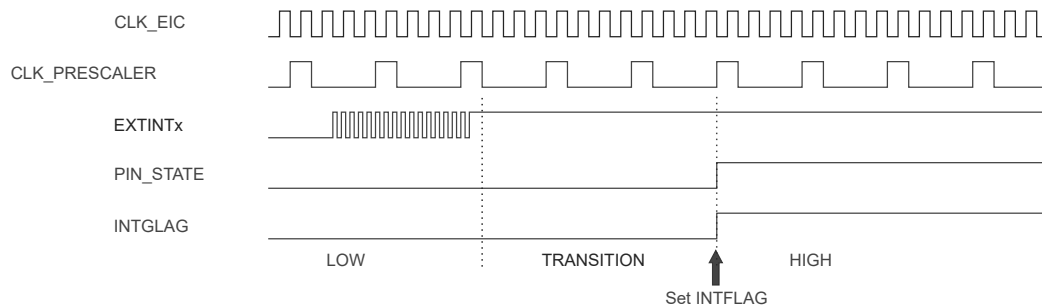 CLK_EIC
CLK_PRESCALER
EXTINTx
PIN_STATE
INTGLAG
LOW TRANSITION HIGH
Set INTFLAG